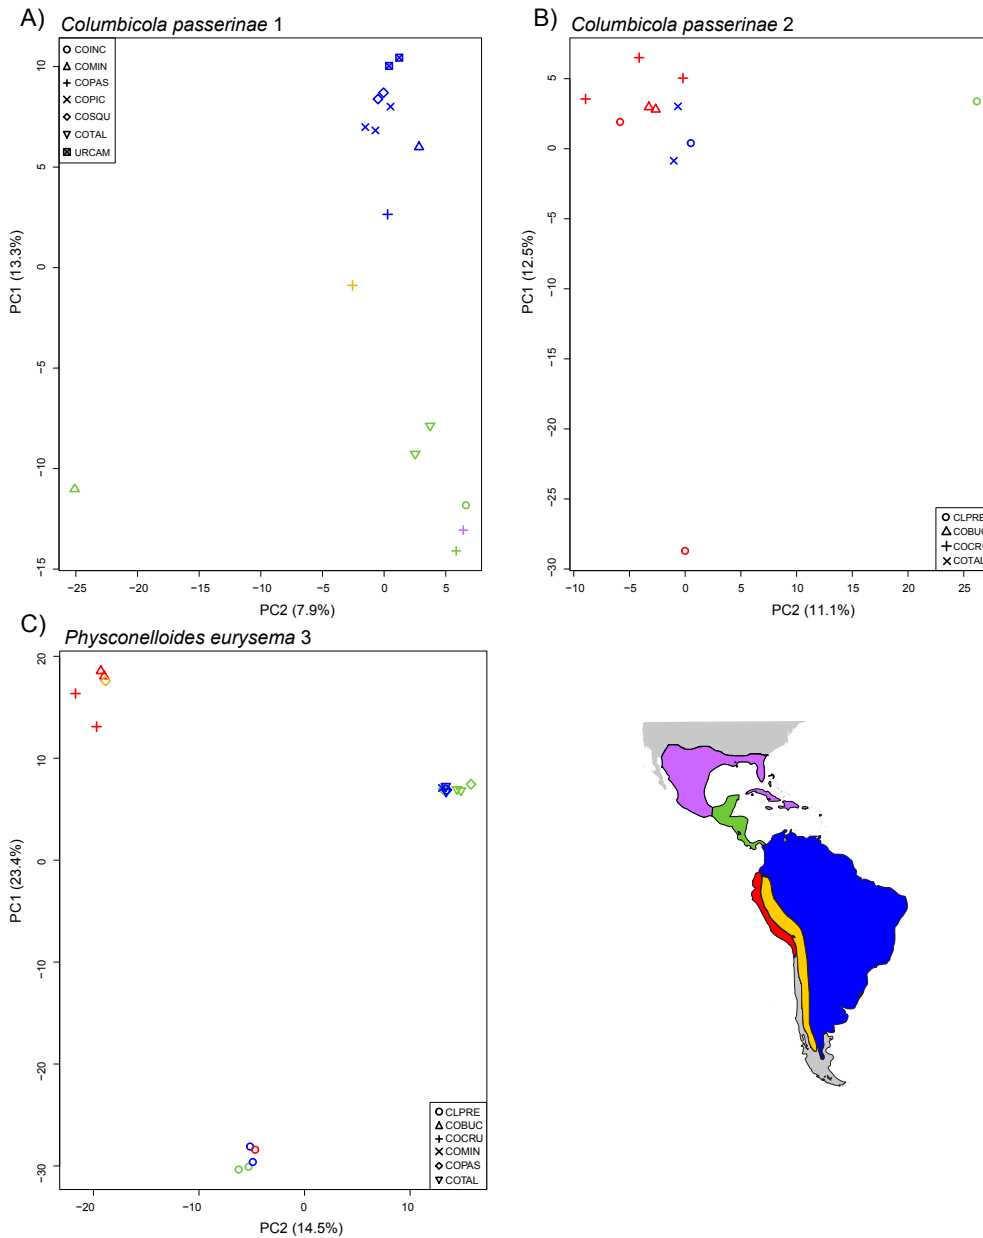 A)
Columbicola passerinae 1
COINC
COMIN
COPAS
COPIC
COSQU
COTAL
URCAM
10
5
0
−5
−10
−15
PC1 (13.3%)
−25
−20
−15
−10
−5
0
5
PC2 (7.9%)
B)
Columbicola passerinae 2
5
0
−5
−10
−15
−20
−25
−30
PC1 (12.5%)
CLPRE
COBUC
COCRU
COTAL
−10
−5
0
5
10
15
20
25
PC2 (11.1%)
C)
Physconelloides eurysema 3
20
10
0
−10
−20
−30
PC1 (23.4%)
CLPRE
COBUC
COCRU
COMIN
COPAS
COTAL
−20
−10
0
10
PC2 (14.5%)